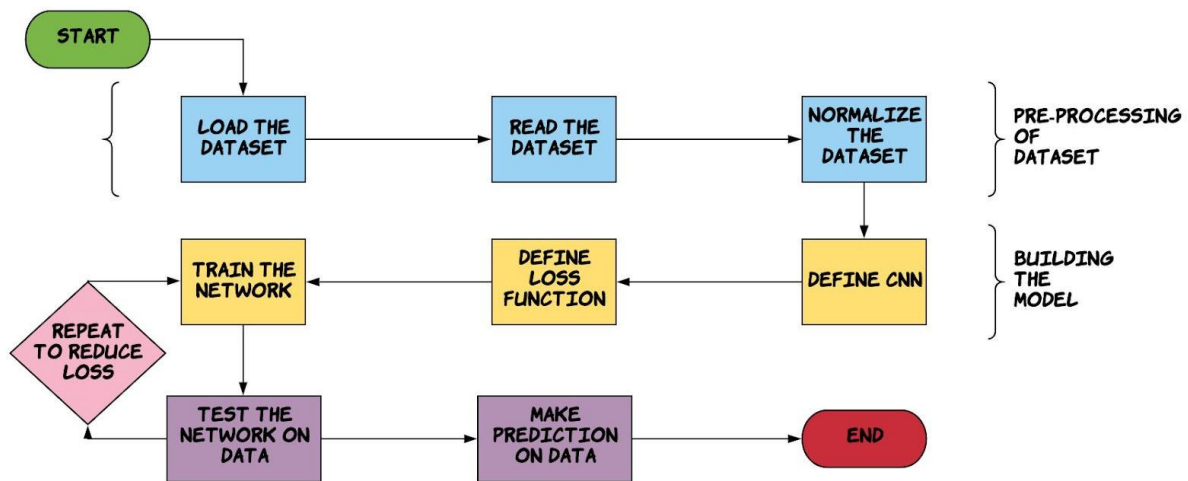 START
LOAD THE
DATASET
READ THE
DATASET
NORMALIZE
THE
DATASET
PRE-PROCESSING
OF
DATASET
TRAIN THE
NETWORK
DEFINE
LOSS
FUNCTION
DEFINE CNN
BUILDING
THE
MODEL
REPEAT
TO REDUCE
LOSS
TEST THE
NETWORK ON
DATA
MAKE
PREDICTION
ON DATA
END